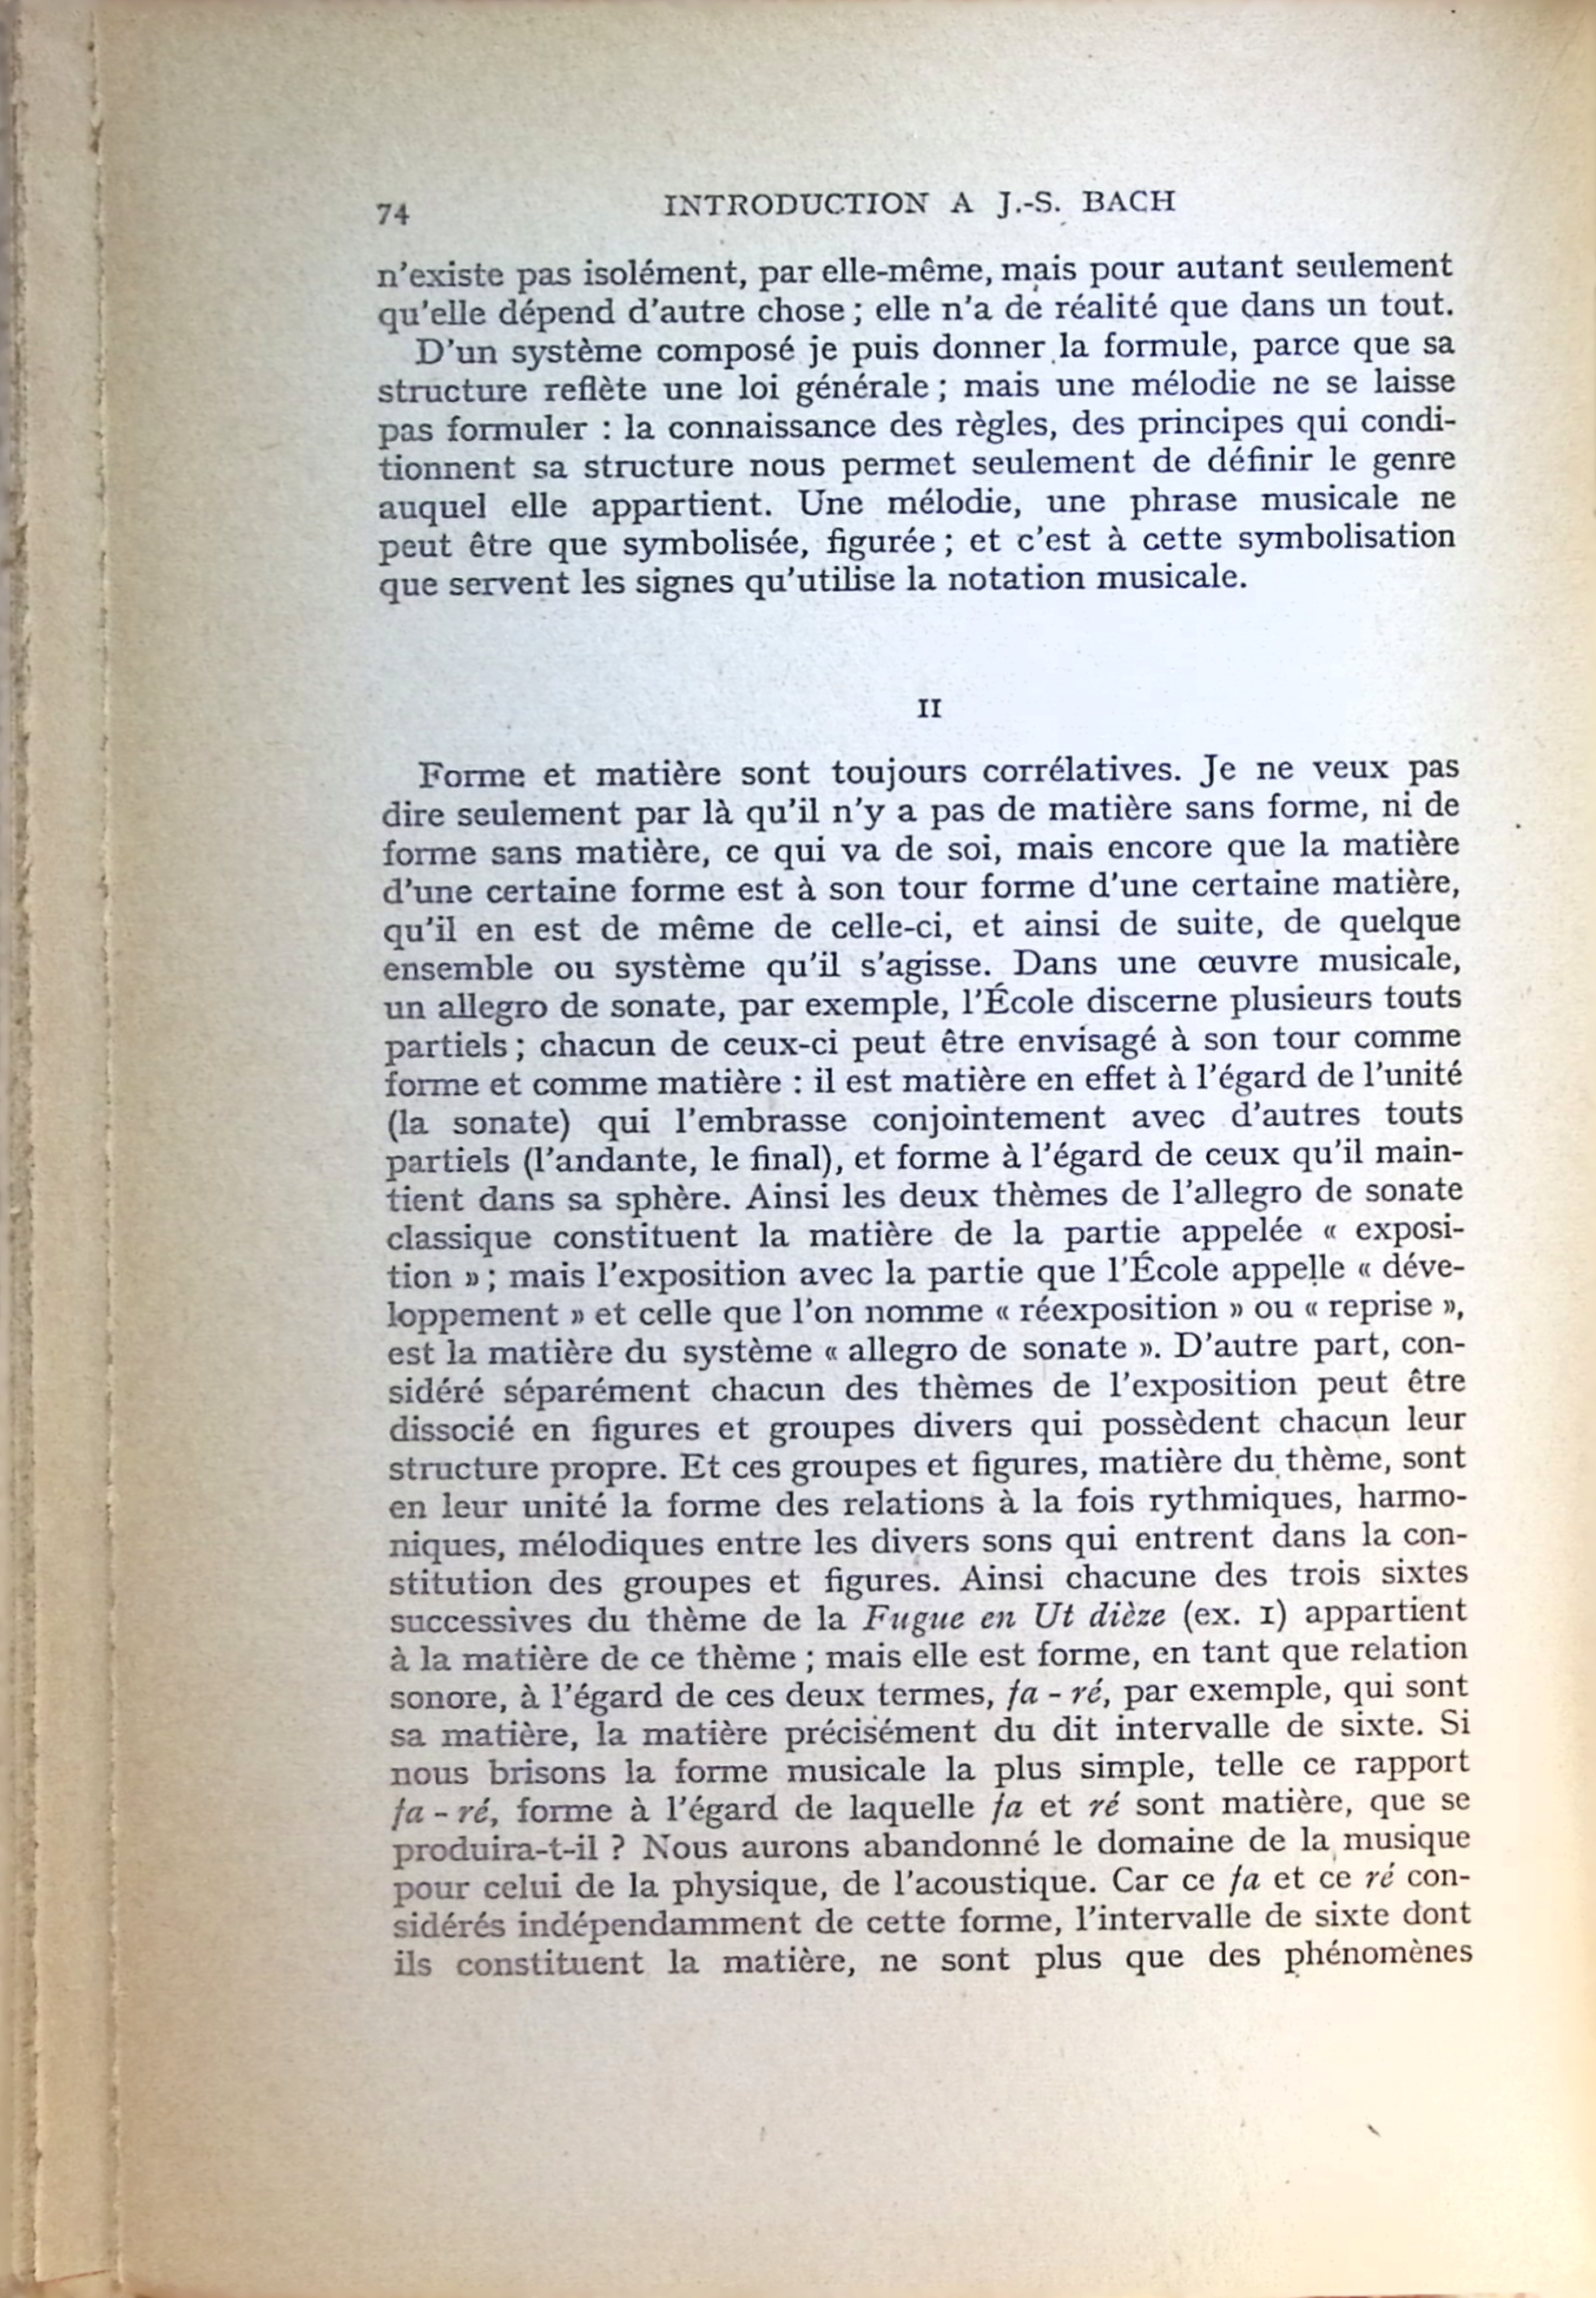 74
INTRODUCTION A J.-S. BACH
n'existe pas isolément, par elle-même, mais pour autant seulement
qu'elle dépend d'autre chose ; elle n'a de réalité que dans un tout.
D'un système composé je puis donner la formule, parce que sa
structure reflète une loi générale ; mais une mélodie ne se laisse
pas formuler : la connaissance des règles, des principes qui condi-
tionnent sa structure nous permet seulement de définir le genre
auquel elle appartient. Une mélodie, une phrase musicale ne
peut être que symbolisée, figurée ; et c'est à cette symbolisation
que servent les signes qu'utilise la notation musicale.
II
Forme et matière sont toujours corrélatives. Je ne veux pas
dire seulement par là qu'il n'y a pas de matière sans forme, ni de
forme sans matière, ce qui va de soi, mais encore que la matière
d'une certaine forme est à son tour forme d'une certaine matière,
qu'il en est de même de celle-ci, et ainsi de suite, de quelque
ensemble ou système qu'il s'agisse. Dans une œuvre musicale,
un allegro de sonate, par exemple, l'École discerne plusieurs touts
partiels ; chacun de ceux-ci peut être envisagé à son tour comme
forme et comme matière : il est matière en effet à l'égard de l'unité
(la sonate) qui l'embrasse conjointement avec d'autres touts
partiels (l'andante, le final), et forme à l'égard de ceux qu'il main-
tient dans sa sphère. Ainsi les deux thèmes de l'allegro de sonate
classique constituent la matière de la partie appelée « exposi-
tion » ; mais l'exposition avec la partie que l'École appelle « déve-
loppement » et celle que l'on nomme « réexposition » ou « reprise »,
est la matière du système « allegro de sonate ». D'autre part, con-
sidéré séparément chacun des thèmes de l'exposition peut être
dissocié en figures et groupes divers qui possèdent chacun leur
structure propre. Et ces groupes et figures, matière du thème, sont
en leur unité la forme des relations à la fois rythmiques, harmo-
niques, mélodiques entre les divers sons qui entrent dans la con-
stitution des groupes et figures. Ainsi chacune des trois sixtes
successives du thème de la Fugue en Ut dièze (ex. 1) appartient
à la matière de ce thème ; mais elle est forme, en tant que relation
sonore, à l'égard de ces deux termes, fa - ré, par exemple, qui sont
sa matière, la matière précisément du dit intervalle de sixte. Si
nous brisons la forme musicale la plus simple, telle ce rapport
fa - ré, forme à l'égard de laquelle fa et ré sont matière, que se
produira-t-il ? Nous aurons abandonné le domaine de la musique
pour celui de la physique, de l'acoustique. Car ce fa et ce ré con-
sidérés indépendamment de cette forme, l'intervalle de sixte dont
ils constituent la matière, ne sont plus que des phénomènes